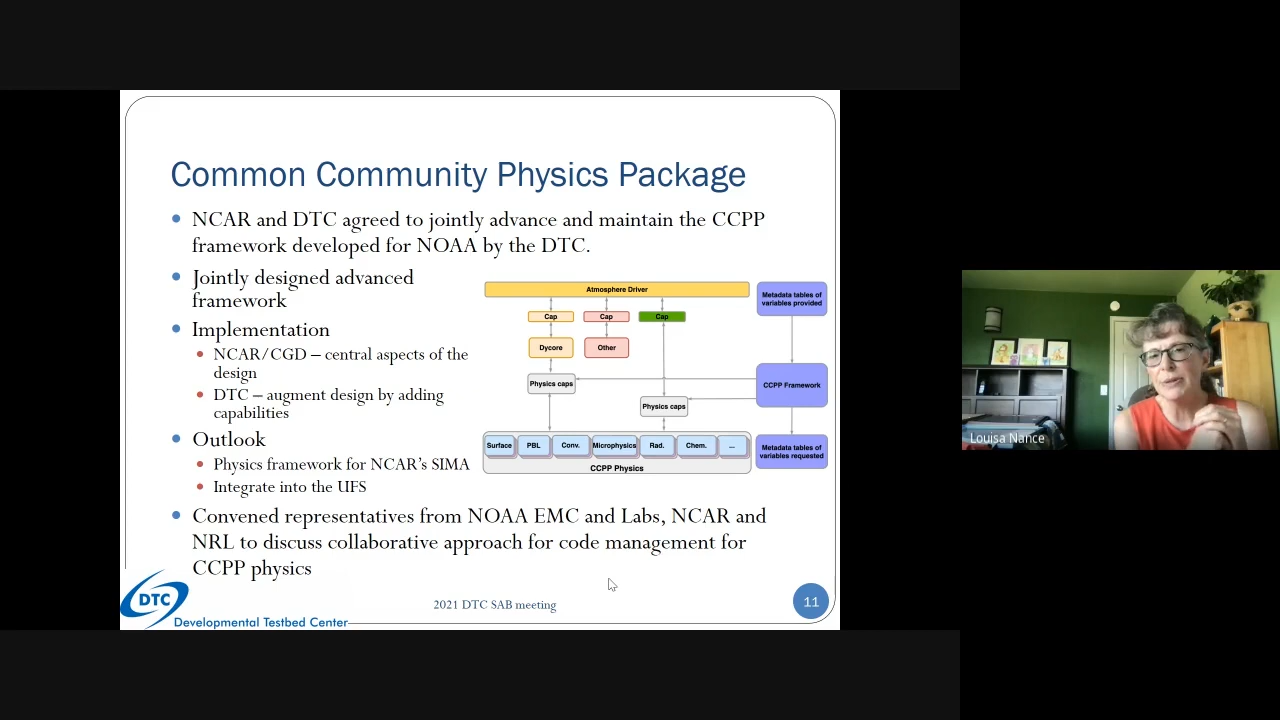 Common Community Physics Package
NCAR and DTC agreed to jointly advance and maintain the CCPP
framework developed for NOAA by the DTC.
Jointly designed advanced
framework
Implementation
NCAR/CGD – central aspects of the
design
DTC – augment design by adding
capabilities
Outlook
Physics framework for NCAR's SIMA
Integrate into the UFS
Convened representatives from NOAA EMC and Labs, NCAR and
NRL to discuss collaborative approach for code management for
CCPP physics
Atmosphere Driver
Cap
Cap
Cap
Dycore
Other
Physics caps
Physics caps
Surface
PBL
Conv.
Microphysics
Rad.
Chem.
...
CCPP Physics
Metadata tables of
variables provided
CCPP Framework
Metadata tables of
variables requested
DTC
Developmental Testbed Center
2021 DTC SAB meeting
11
Louisa Nance